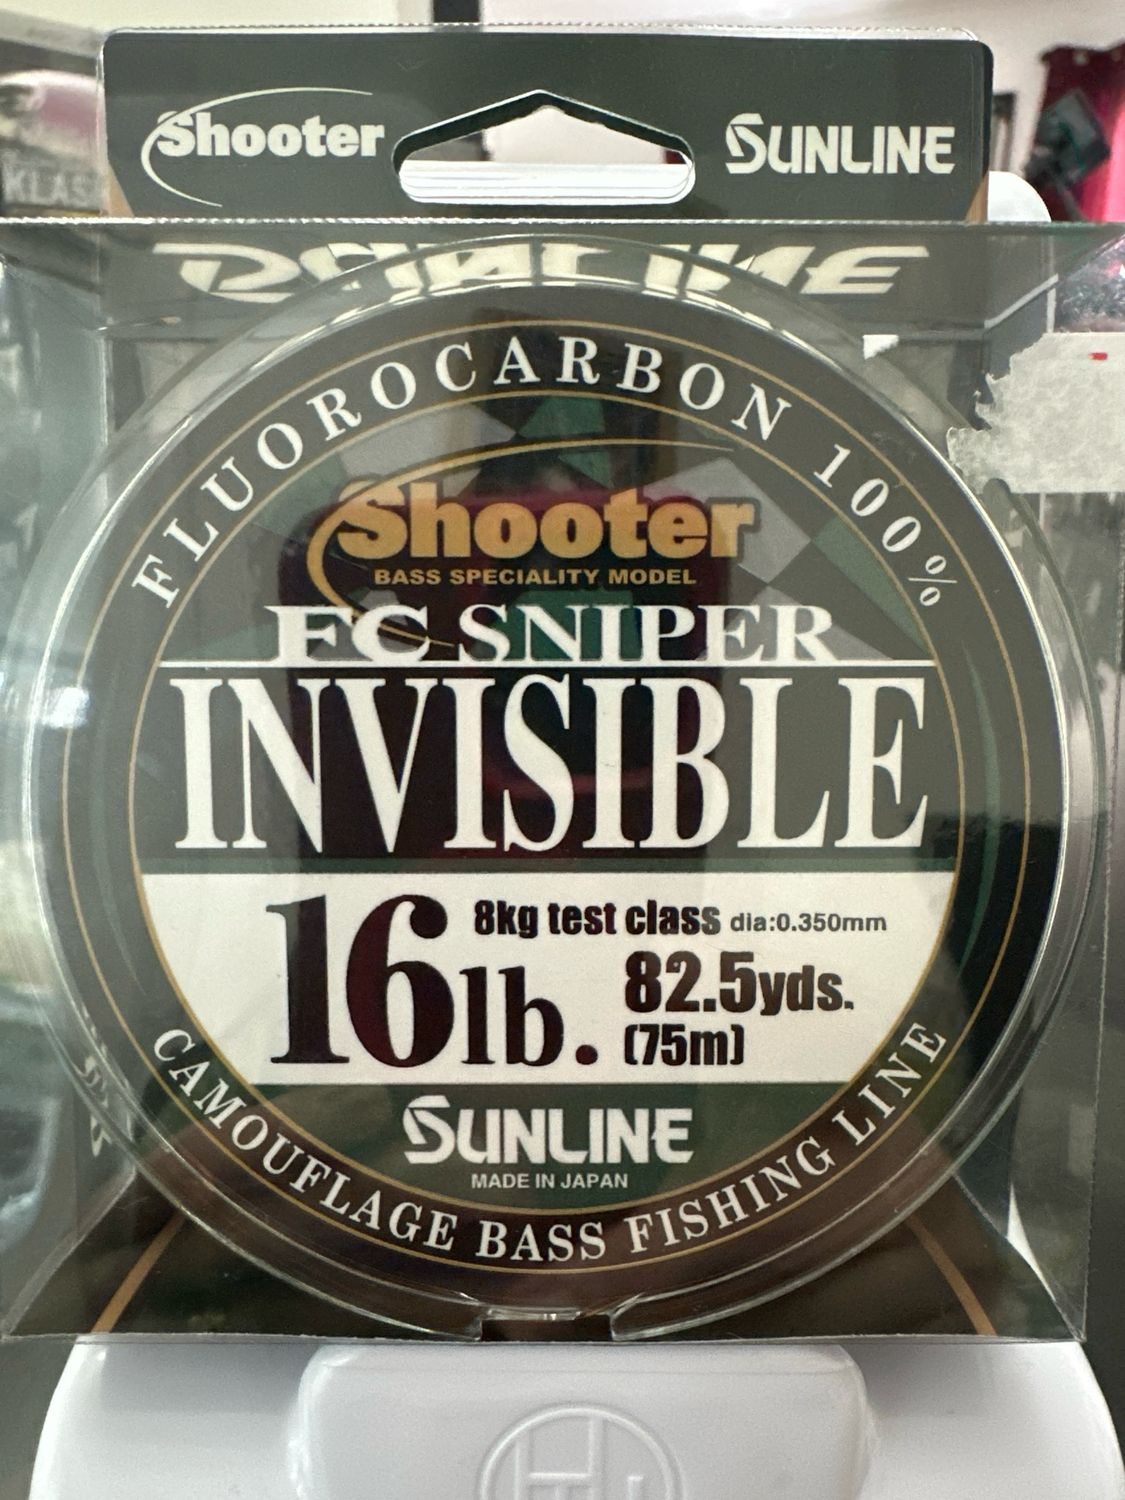 Shooter
SUNLINE
FLUOROCARBON 100%
Shooter
BASS SPECIALITY MODEL
FC SNIPER
INVISIBLE
16lb.
8kg test class dia:0.350mm
82.5yds.
(75m)
SUNLINE
MADE IN JAPAN
CAMOUFLAGE BASS FISHING LINE